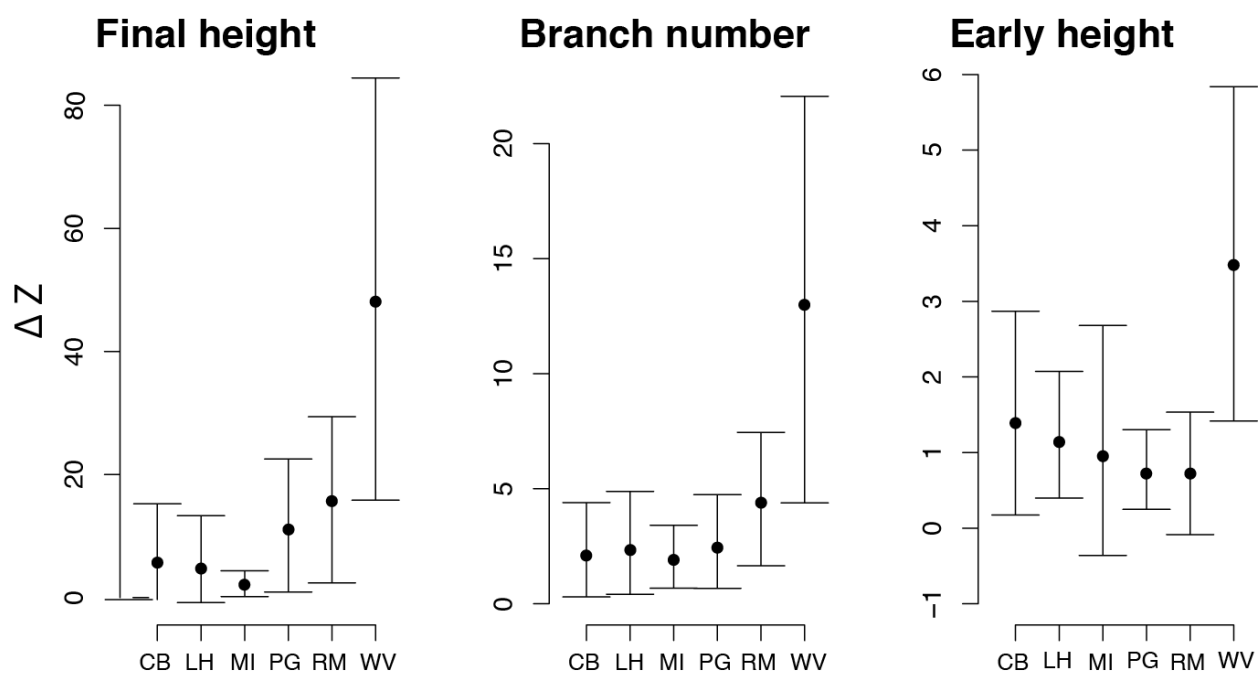 Final height
Branch number
Early height
Δ Z
80
60
40
20
0
CB LH MI PG RM WV
20
15
10
5
0
CB LH MI PG RM WV
6
5
4
3
2
1
0
−1
CB LH MI PG RM WV